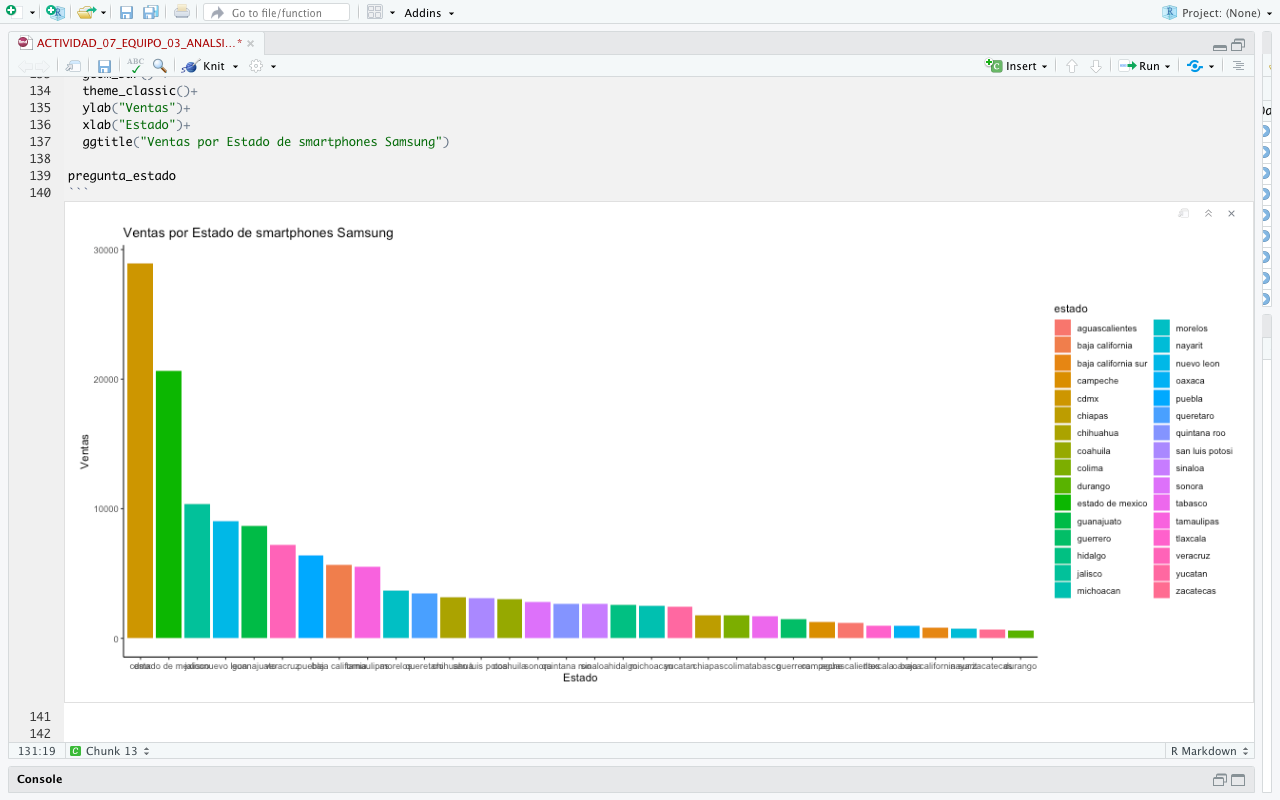 Go to file/function
Addins
Project: (None)
ACTIVIDAD_07_EQUIPO_03_ANALSI...*
ABC
Knit
Insert
Run
134 theme_classic()+
135 ylab("Ventas")+
136 xlab("Estado")+
137 ggtitle("Ventas por Estado de smartphones Samsung")
138
139 pregunta_estado
140 ```
Ventas por Estado de smartphones Samsung
30000
20000
10000
0
Ventas
Estado
estado
aguascalientes
baja california
baja california sur
campeche
cdmx
chiapas
chihuahua
coahuila
colima
durango
estado de mexico
guanajuato
guerrero
hidalgo
jalisco
michoacan
morelos
nayarit
nuevo leon
oaxaca
puebla
queretaro
quintana roo
san luis potosi
sinaloa
sonora
tabasco
tamaulipas
tlaxcala
veracruz
yucatan
zacatecas
141
142
131:19
Chunk 13
R Markdown
Console